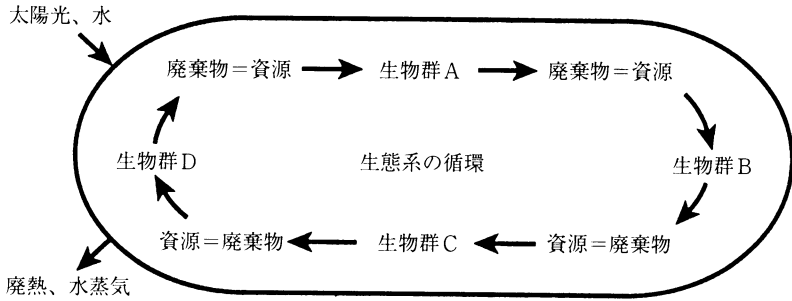 太陽光、水
廃棄物＝資源
生物群A
廃棄物＝資源
生物群D
生態系の循環
生物群B
資源＝廃棄物
生物群C
資源＝廃棄物
廃熱、水蒸気